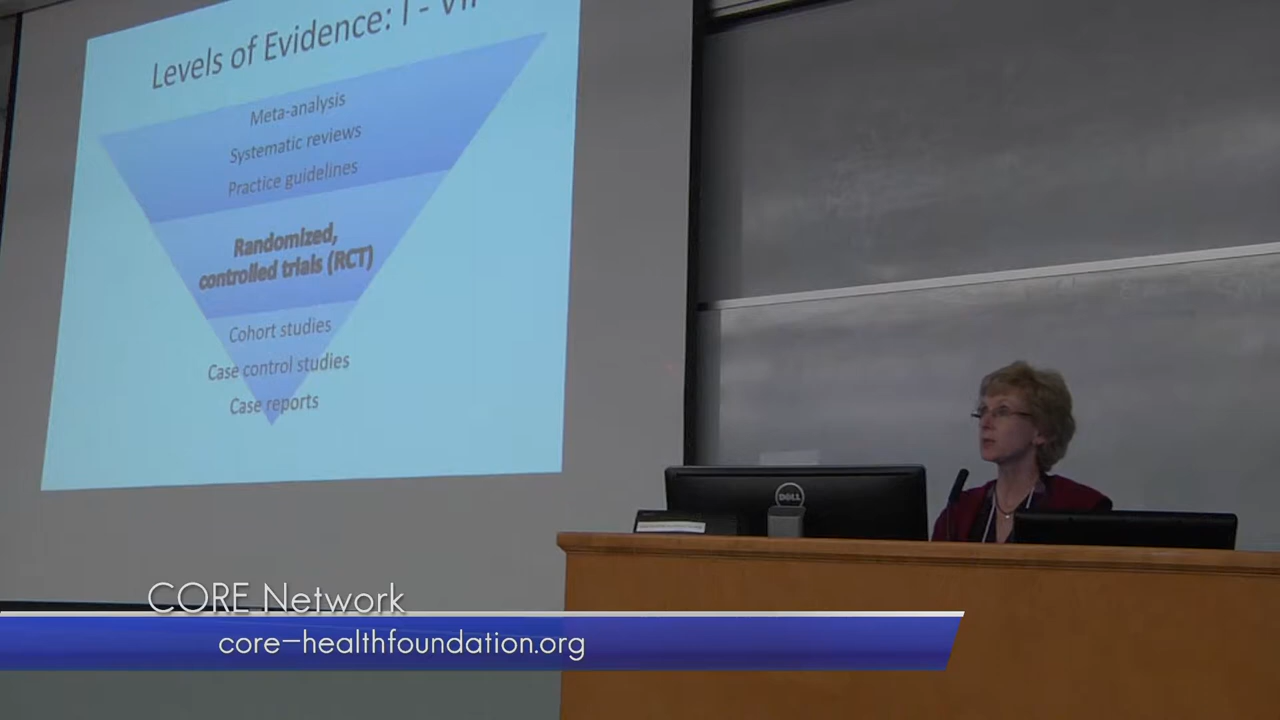 Levels of Evidence: I - VII
Meta-analysis
Systematic reviews
Practice guidelines
Randomized,
controlled trials (RCT)
Cohort studies
Case control studies
Case reports
DELL
CORE Network
core-healthfoundation.org